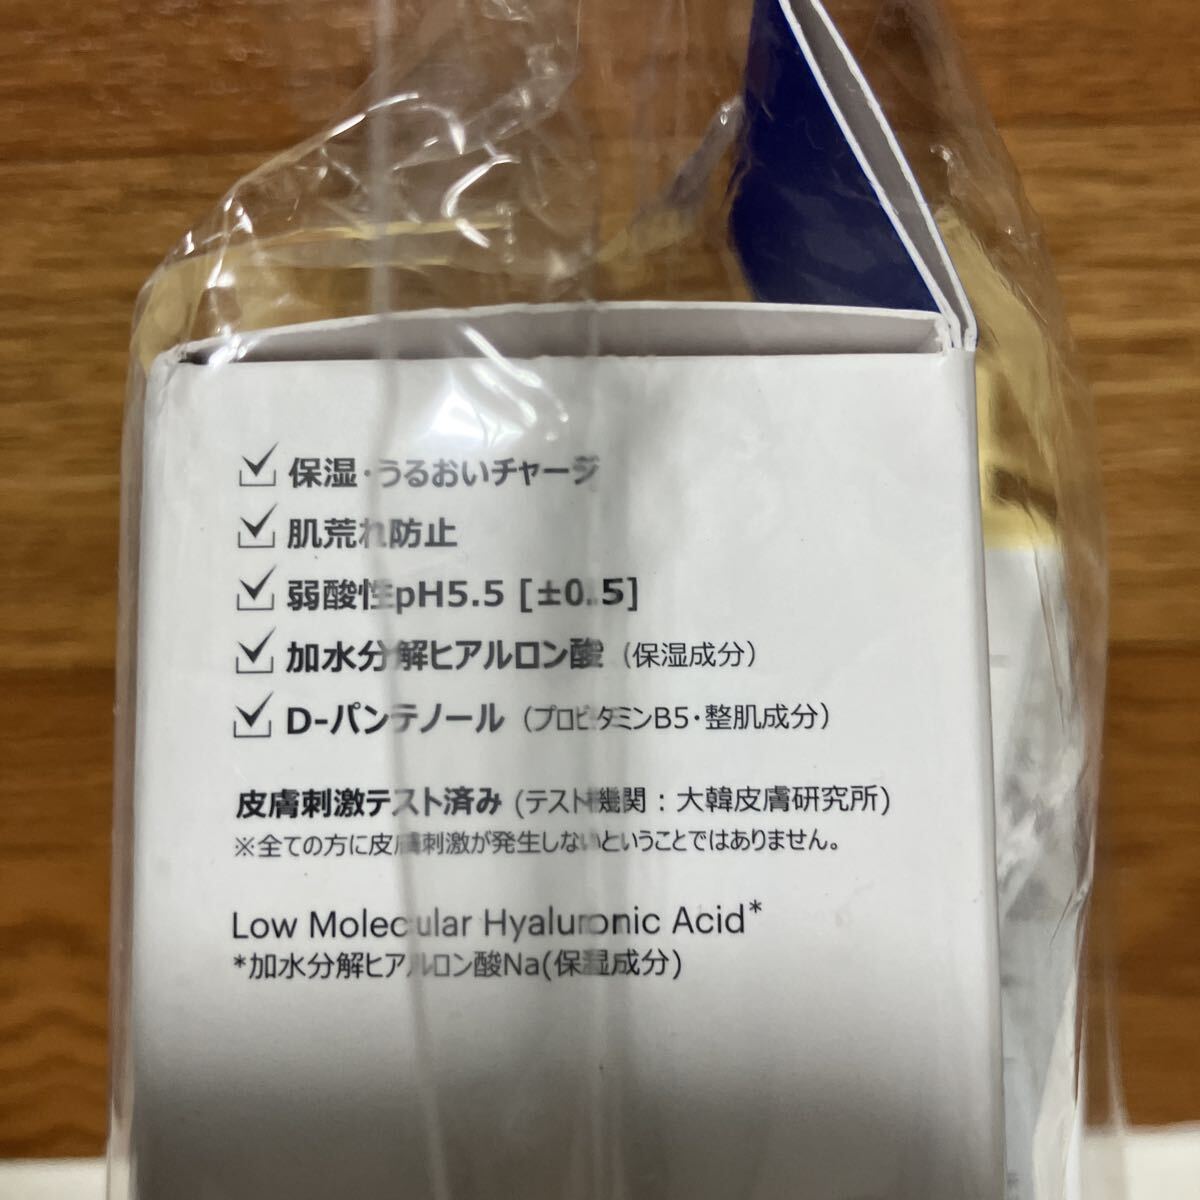 保湿・うるおいチャージ
肌荒れ防止
弱酸性pH5.5 [±0.5]
加水分解ヒアルロン酸（保湿成分）
D-パンテノール（プロビタミンB5・整肌成分）
皮膚刺激テスト済み (テスト機関：大韓皮膚研究所)
※全ての方に皮膚刺激が発生しないということではありません。
Low Molecular Hyaluronic Acid*
*加水分解ヒアルロン酸Na(保湿成分)